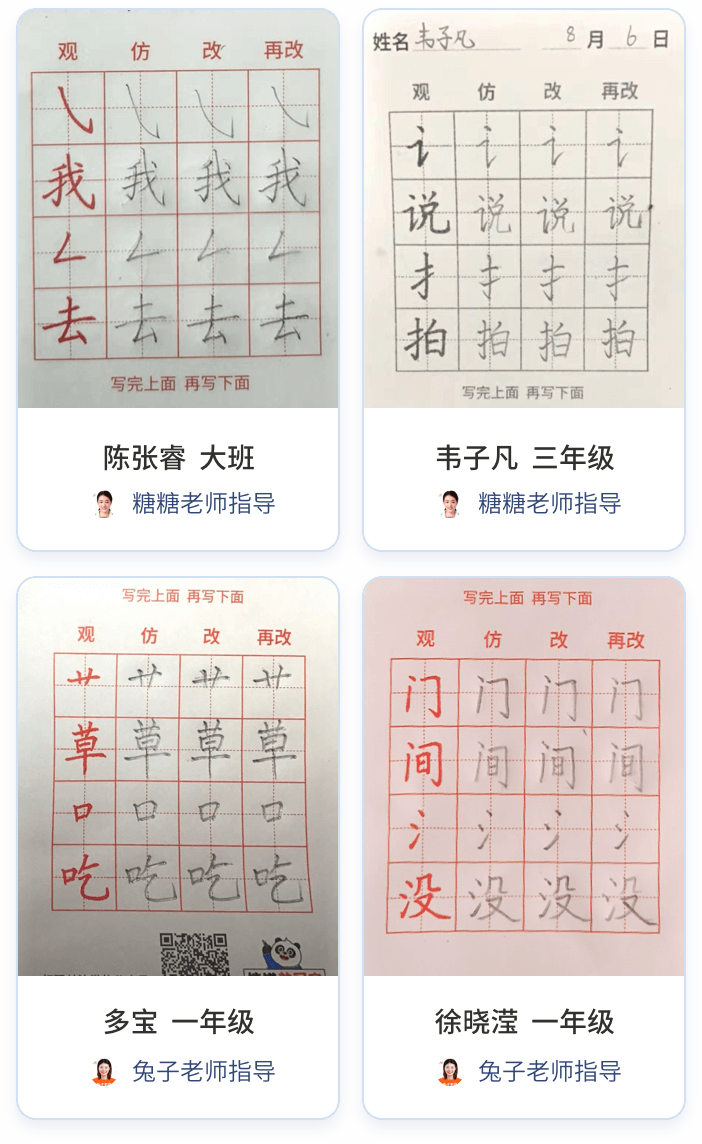 观 仿 改 再改
㇂ ㇂ ㇂ ㇂
我 我 我 我
𠃋 𠃋 𠃋 𠃋
去 去 去 去
写完上面 再写下面
陈张睿 大班
糖糖老师指导
姓名 韦子凡 8 月 6 日
观 仿 改 再改
讠 讠 讠 讠
说 说 说 说
扌 扌 扌 扌
拍 拍 拍 拍
写完上面 再写下面
韦子凡 三年级
糖糖老师指导
写完上面 再写下面
观 仿 改 再改
艹 艹 艹 艹
草 草 草 草
口 口 口 口
吃 吃 吃 吃
多宝 一年级
兔子老师指导
写完上面 再写下面
观 仿 改 再改
门 门 门 门
间 间 间 间
氵 氵 氵 氵
没 没 没 没
徐晓滢 一年级
兔子老师指导